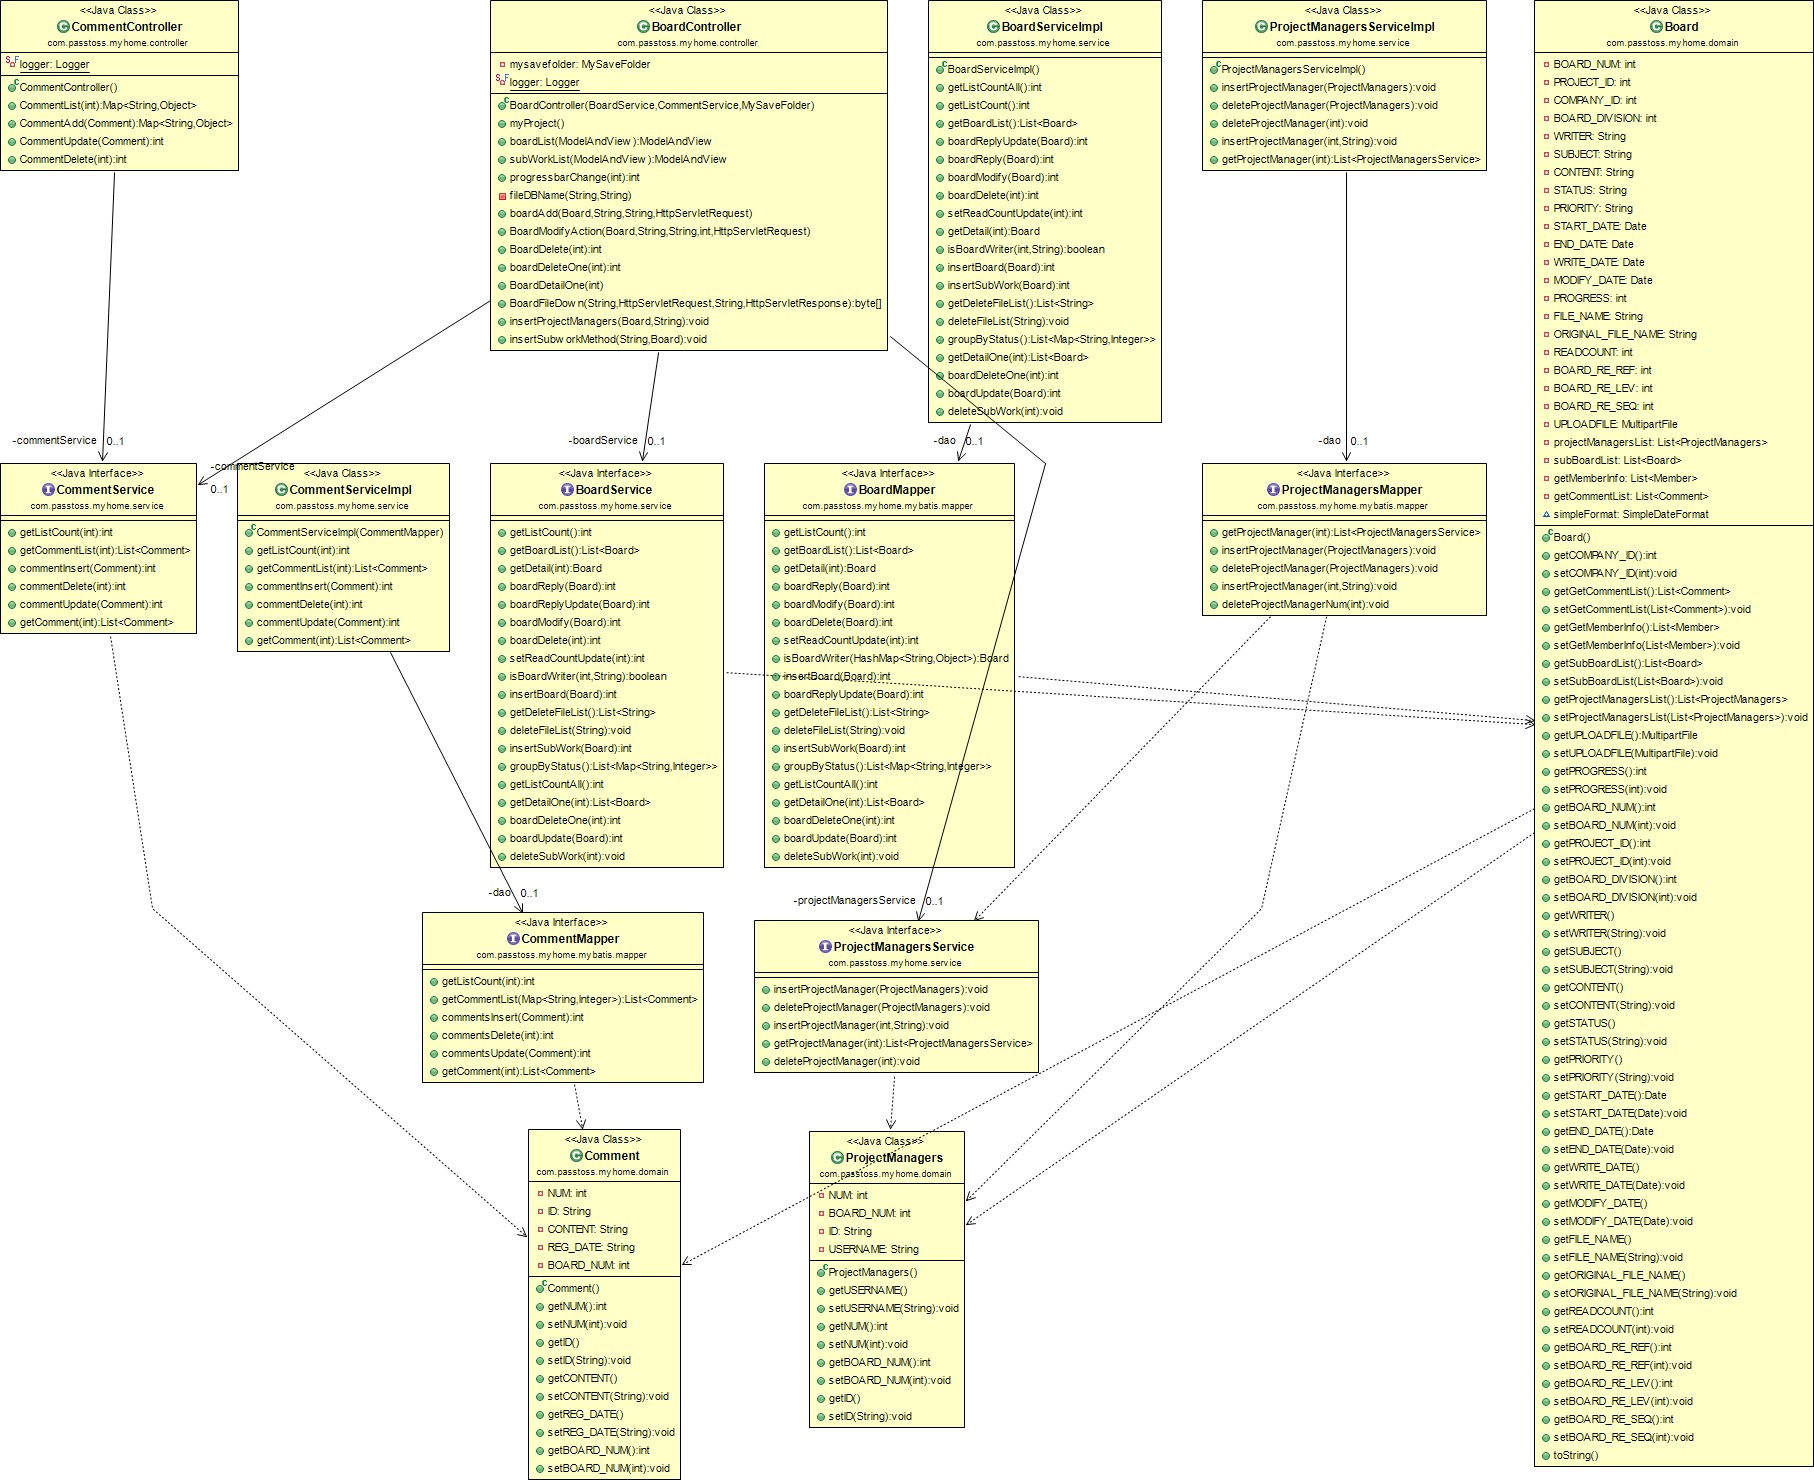 <<Java Class>>
CommentController
com.passtoss.myhome.controller
logger: Logger
CommentController()
CommentList(int):Map<String,Object>
CommentAdd(Comment):Map<String,Object>
CommentUpdate(Comment):int
CommentDelete(int):int
<<Java Class>>
BoardController
com.passtoss.myhome.controller
mysavefolder: MySaveFolder
logger: Logger
BoardController(BoardService,CommentService,MySaveFolder)
myProject()
boardList(ModelAndView):ModelAndView
subWorkList(ModelAndView):ModelAndView
progressbarChange(int):int
fileDBName(String,String)
boardAdd(Board,String,String,HttpServletRequest)
BoardModifyAction(Board,String,String,int,HttpServletRequest)
BoardDelete(int):int
boardDeleteOne(int):int
BoardDetailOne(int)
BoardFileDown(String,HttpServletRequest,String,HttpServletResponse):byte[]
insertProjectManagers(Board,String):void
insertSubworkMethod(String,Board):void
<<Java Class>>
BoardServiceImpl
com.passtoss.myhome.service
BoardServiceImpl()
getListCountAll():int
getListCount():int
getBoardList():List<Board>
boardReplyUpdate(Board):int
boardReply(Board):int
boardModify(Board):int
boardDelete(int):int
setReadCountUpdate(int):int
getDetail(int):Board
isBoardWriter(int,String):boolean
insertBoard(Board):int
insertSubWork(Board):int
getDeleteFileList():List<String>
deleteFileList(String):void
groupByStatus():List<Map<String,Integer>>
getDetailOne(int):List<Board>
boardDeleteOne(int):int
boardUpdate(Board):int
deleteSubWork(int):void
<<Java Class>>
ProjectManagersServiceImpl
com.passtoss.myhome.service
ProjectManagersServiceImpl()
insertProjectManager(ProjectManagers):void
deleteProjectManager(ProjectManagers):void
deleteProjectManager(int):void
insertProjectManager(int,String):void
getProjectManager(int):List<ProjectManagersService>
<<Java Class>>
Board
com.passtoss.myhome.domain
BOARD_NUM: int
PROJECT_ID: int
COMPANY_ID: int
BOARD_DIVISION: int
WRITER: String
SUBJECT: String
CONTENT: String
STATUS: String
PRIORITY: String
START_DATE: Date
END_DATE: Date
WRITE_DATE: Date
MODIFY_DATE: Date
PROGRESS: int
FILE_NAME: String
ORIGINAL_FILE_NAME: String
READCOUNT: int
BOARD_RE_REF: int
BOARD_RE_LEV: int
BOARD_RE_SEQ: int
UPLOADFILE: MultipartFile
projectManagersList: List<ProjectManagers>
subBoardList: List<Board>
getMemberInfo: List<Member>
getCommentList: List<Comment>
simpleFormat: SimpleDateFormat
Board()
getCOMPANY_ID():int
setCOMPANY_ID(int):void
getGetCommentList():List<Comment>
setGetCommentList(List<Comment>):void
getGetMemberInfo():List<Member>
setGetMemberInfo(List<Member>):void
getSubBoardList():List<Board>
setSubBoardList(List<Board>):void
getProjectManagersList():List<ProjectManagers>
setProjectManagersList(List<ProjectManagers>):void
getUPLOADFILE():MultipartFile
setUPLOADFILE(MultipartFile):void
getPROGRESS():int
setPROGRESS(int):void
getBOARD_NUM():int
setBOARD_NUM(int):void
getPROJECT_ID():int
setPROJECT_ID(int):void
getBOARD_DIVISION():int
setBOARD_DIVISION(int):void
getWRITER()
setWRITER(String):void
getSUBJECT()
setSUBJECT(String):void
getCONTENT()
setCONTENT(String):void
getSTATUS()
setSTATUS(String):void
getPRIORITY()
setPRIORITY(String):void
getSTART_DATE():Date
setSTART_DATE(Date):void
getEND_DATE():Date
setEND_DATE(Date):void
getWRITE_DATE()
setWRITE_DATE(Date):void
getMODIFY_DATE()
setMODIFY_DATE(Date):void
getFILE_NAME()
setFILE_NAME(String):void
getORIGINAL_FILE_NAME()
setORIGINAL_FILE_NAME(String):void
getREADCOUNT():int
setREADCOUNT(int):void
getBOARD_RE_REF():int
setBOARD_RE_REF(int):void
getBOARD_RE_LEV():int
setBOARD_RE_LEV(int):void
getBOARD_RE_SEQ():int
setBOARD_RE_SEQ(int):void
toString()
-commentService 0..1
-commentService
0..1
-boardService 0..1
-dao 0..1
-dao 0..1
<<Java Interface>>
CommentService
com.passtoss.myhome.service
getListCount(int):int
getCommentList(int):List<Comment>
commentInsert(Comment):int
commentDelete(int):int
commentUpdate(Comment):int
getComment(int):List<Comment>
<<Java Class>>
CommentServiceImpl
com.passtoss.myhome.service
CommentServiceImpl(CommentMapper)
getListCount(int):int
getCommentList(int):List<Comment>
commentInsert(Comment):int
commentDelete(int):int
commentUpdate(Comment):int
getComment(int):List<Comment>
<<Java Interface>>
BoardService
com.passtoss.myhome.service
getListCount():int
getBoardList():List<Board>
getDetail(int):Board
boardReply(Board):int
boardReplyUpdate(Board):int
boardModify(Board):int
boardDelete(int):int
setReadCountUpdate(int):int
isBoardWriter(int,String):boolean
insertBoard(Board):int
getDeleteFileList():List<String>
deleteFileList(String):void
insertSubWork(Board):int
groupByStatus():List<Map<String,Integer>>
getListCountAll():int
getDetailOne(int):List<Board>
boardDeleteOne(int):int
boardUpdate(Board):int
deleteSubWork(int):void
<<Java Interface>>
BoardMapper
com.passtoss.myhome.mybatis.mapper
getListCount():int
getBoardList():List<Board>
getDetail(int):Board
boardReply(Board):int
boardModify(Board):int
boardDelete(Board):int
setReadCountUpdate(int):int
isBoardWriter(HashMap<String,Object>):Board
insertBoard(Board):int
boardReplyUpdate(Board):int
getDeleteFileList():List<String>
deleteFileList(String):void
insertSubWork(Board):int
groupByStatus():List<Map<String,Integer>>
getListCountAll():int
getDetailOne(int):List<Board>
boardDeleteOne(int):int
boardUpdate(Board):int
deleteSubWork(int):void
<<Java Interface>>
ProjectManagersMapper
com.passtoss.myhome.mybatis.mapper
getProjectManager(int):List<ProjectManagersService>
insertProjectManager(ProjectManagers):void
deleteProjectManager(ProjectManagers):void
insertProjectManager(int,String):void
deleteProjectManagerNum(int):void
-dao 0..1
-projectManagersService 0..1
<<Java Interface>>
CommentMapper
com.passtoss.myhome.mybatis.mapper
getListCount(int):int
getCommentList(Map<String,Integer>):List<Comment>
commentsInsert(Comment):int
commentsDelete(int):int
commentsUpdate(Comment):int
getComment(int):List<Comment>
<<Java Interface>>
ProjectManagersService
com.passtoss.myhome.service
insertProjectManager(ProjectManagers):void
deleteProjectManager(ProjectManagers):void
insertProjectManager(int,String):void
getProjectManager(int):List<ProjectManagersService>
deleteProjectManager(int):void
<<Java Class>>
Comment
com.passtoss.myhome.domain
NUM: int
ID: String
CONTENT: String
REG_DATE: String
BOARD_NUM: int
Comment()
getNUM():int
setNUM(int):void
getID()
setID(String):void
getCONTENT()
setCONTENT(String):void
getREG_DATE()
setREG_DATE(String):void
getBOARD_NUM():int
setBOARD_NUM(int):void
<<Java Class>>
ProjectManagers
com.passtoss.myhome.domain
NUM: int
BOARD_NUM: int
ID: String
USERNAME: String
ProjectManagers()
getUSERNAME()
setUSERNAME(String):void
getNUM():int
setNUM(int):void
getBOARD_NUM():int
setBOARD_NUM(int):void
getID()
setID(String):void